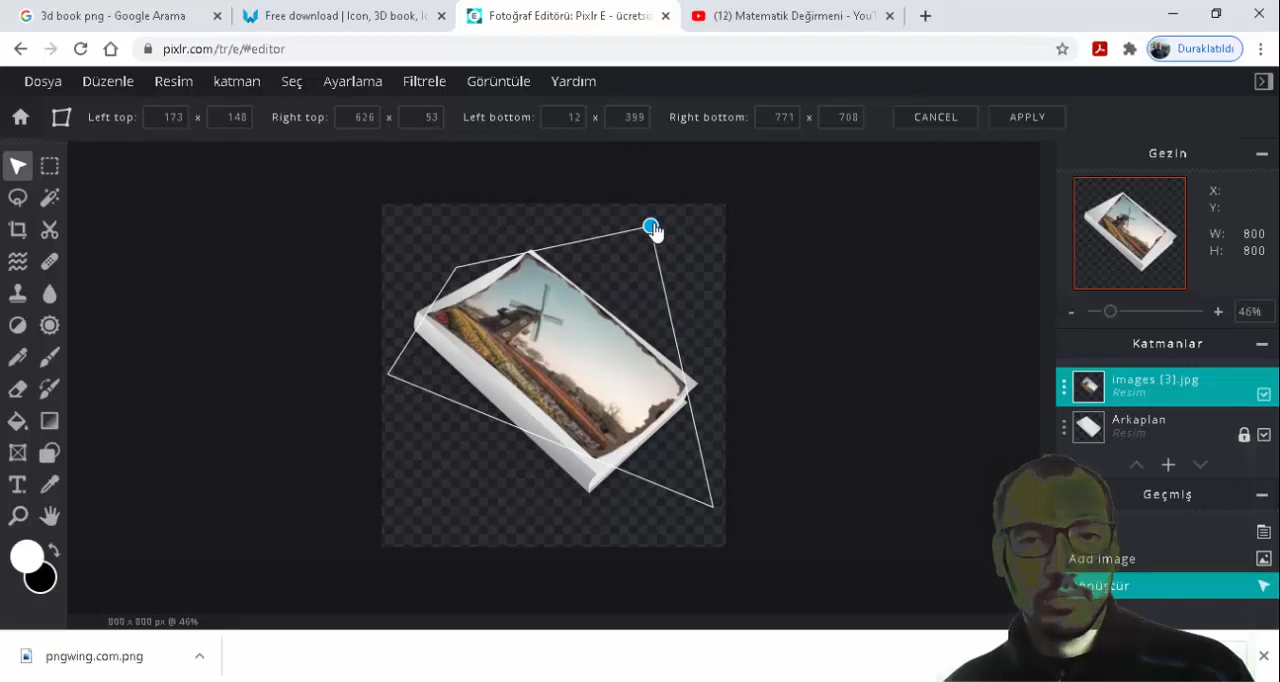 3d book png - Google Arama
Free download | Icon, 3D book, I
Fotoğraf Editörü: Pixlr E - ücretsi
(12) Matematik Değirmeni - You
pixlr.com/tr/e/#editor
Duraklatıldı
Dosya Düzenle Resim katman Seç Ayarlama Filtrele Görüntüle Yardım
Left top: 173 x 148 Right top: 626 x 53 Left bottom: 12 x 399 Right bottom: 771 x 708 CANCEL APPLY
Gezin
X:
Y:
W: 800
H: 800
- + 46%
Katmanlar
images [3].jpg
Resim
Arkaplan
Resim
Geçmiş
Add image
800 x 800 px @ 46%
pngwing.com.png